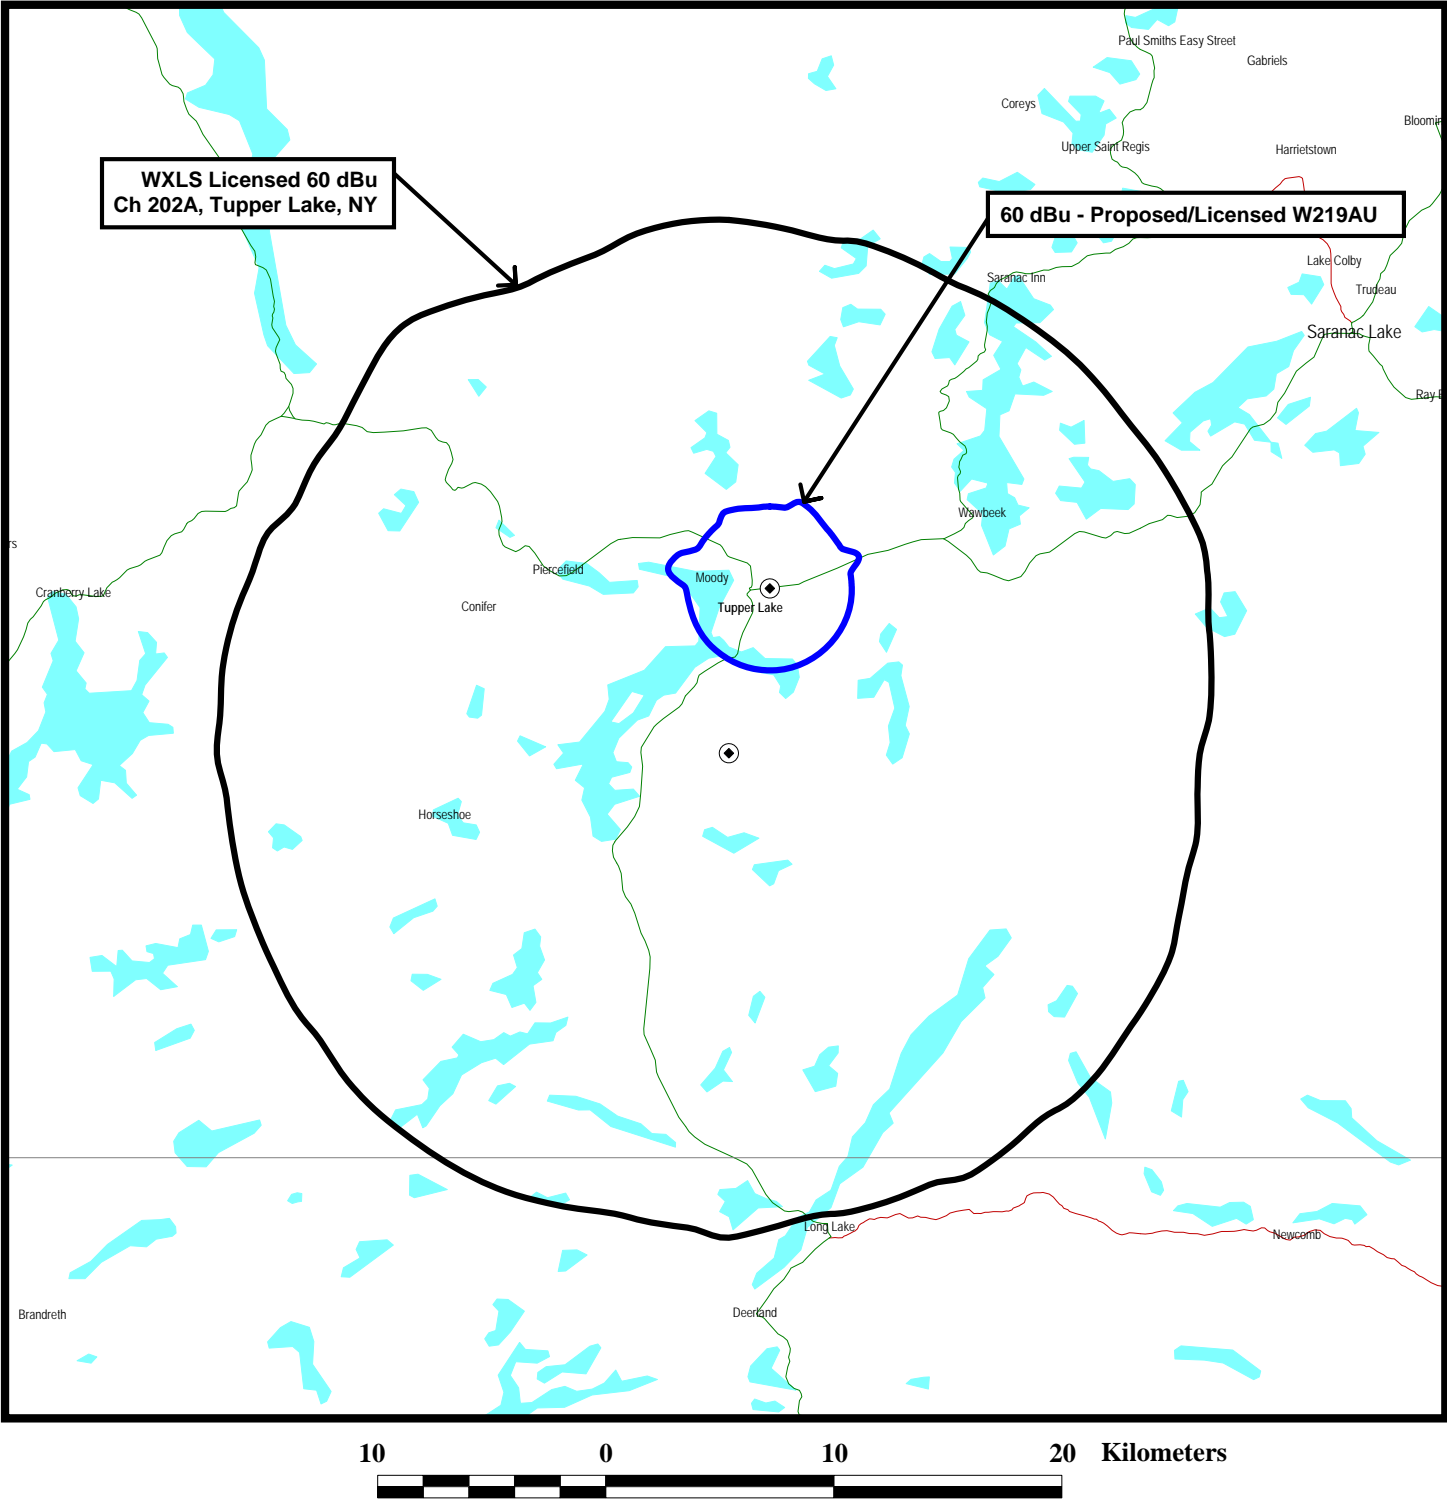 Paul Smiths Easy Street
Gabriels
Coreys
Upper Saint Regis
Harrietstown
WXLS Licensed 60 dBu
Ch 202A, Tupper Lake, NY
60 dBu - Proposed/Licensed W219AU
Lake Colby
Saranac Inn
Trudeau
Saranac Lake
Ray
Wawbeek
rs
Piercefield
Moody
Cranberry Lake
Conifer
Tupper Lake
Horseshoe
Long Lake
Newcomb
Brandreth
Deerland
10 0 10 20 Kilometers